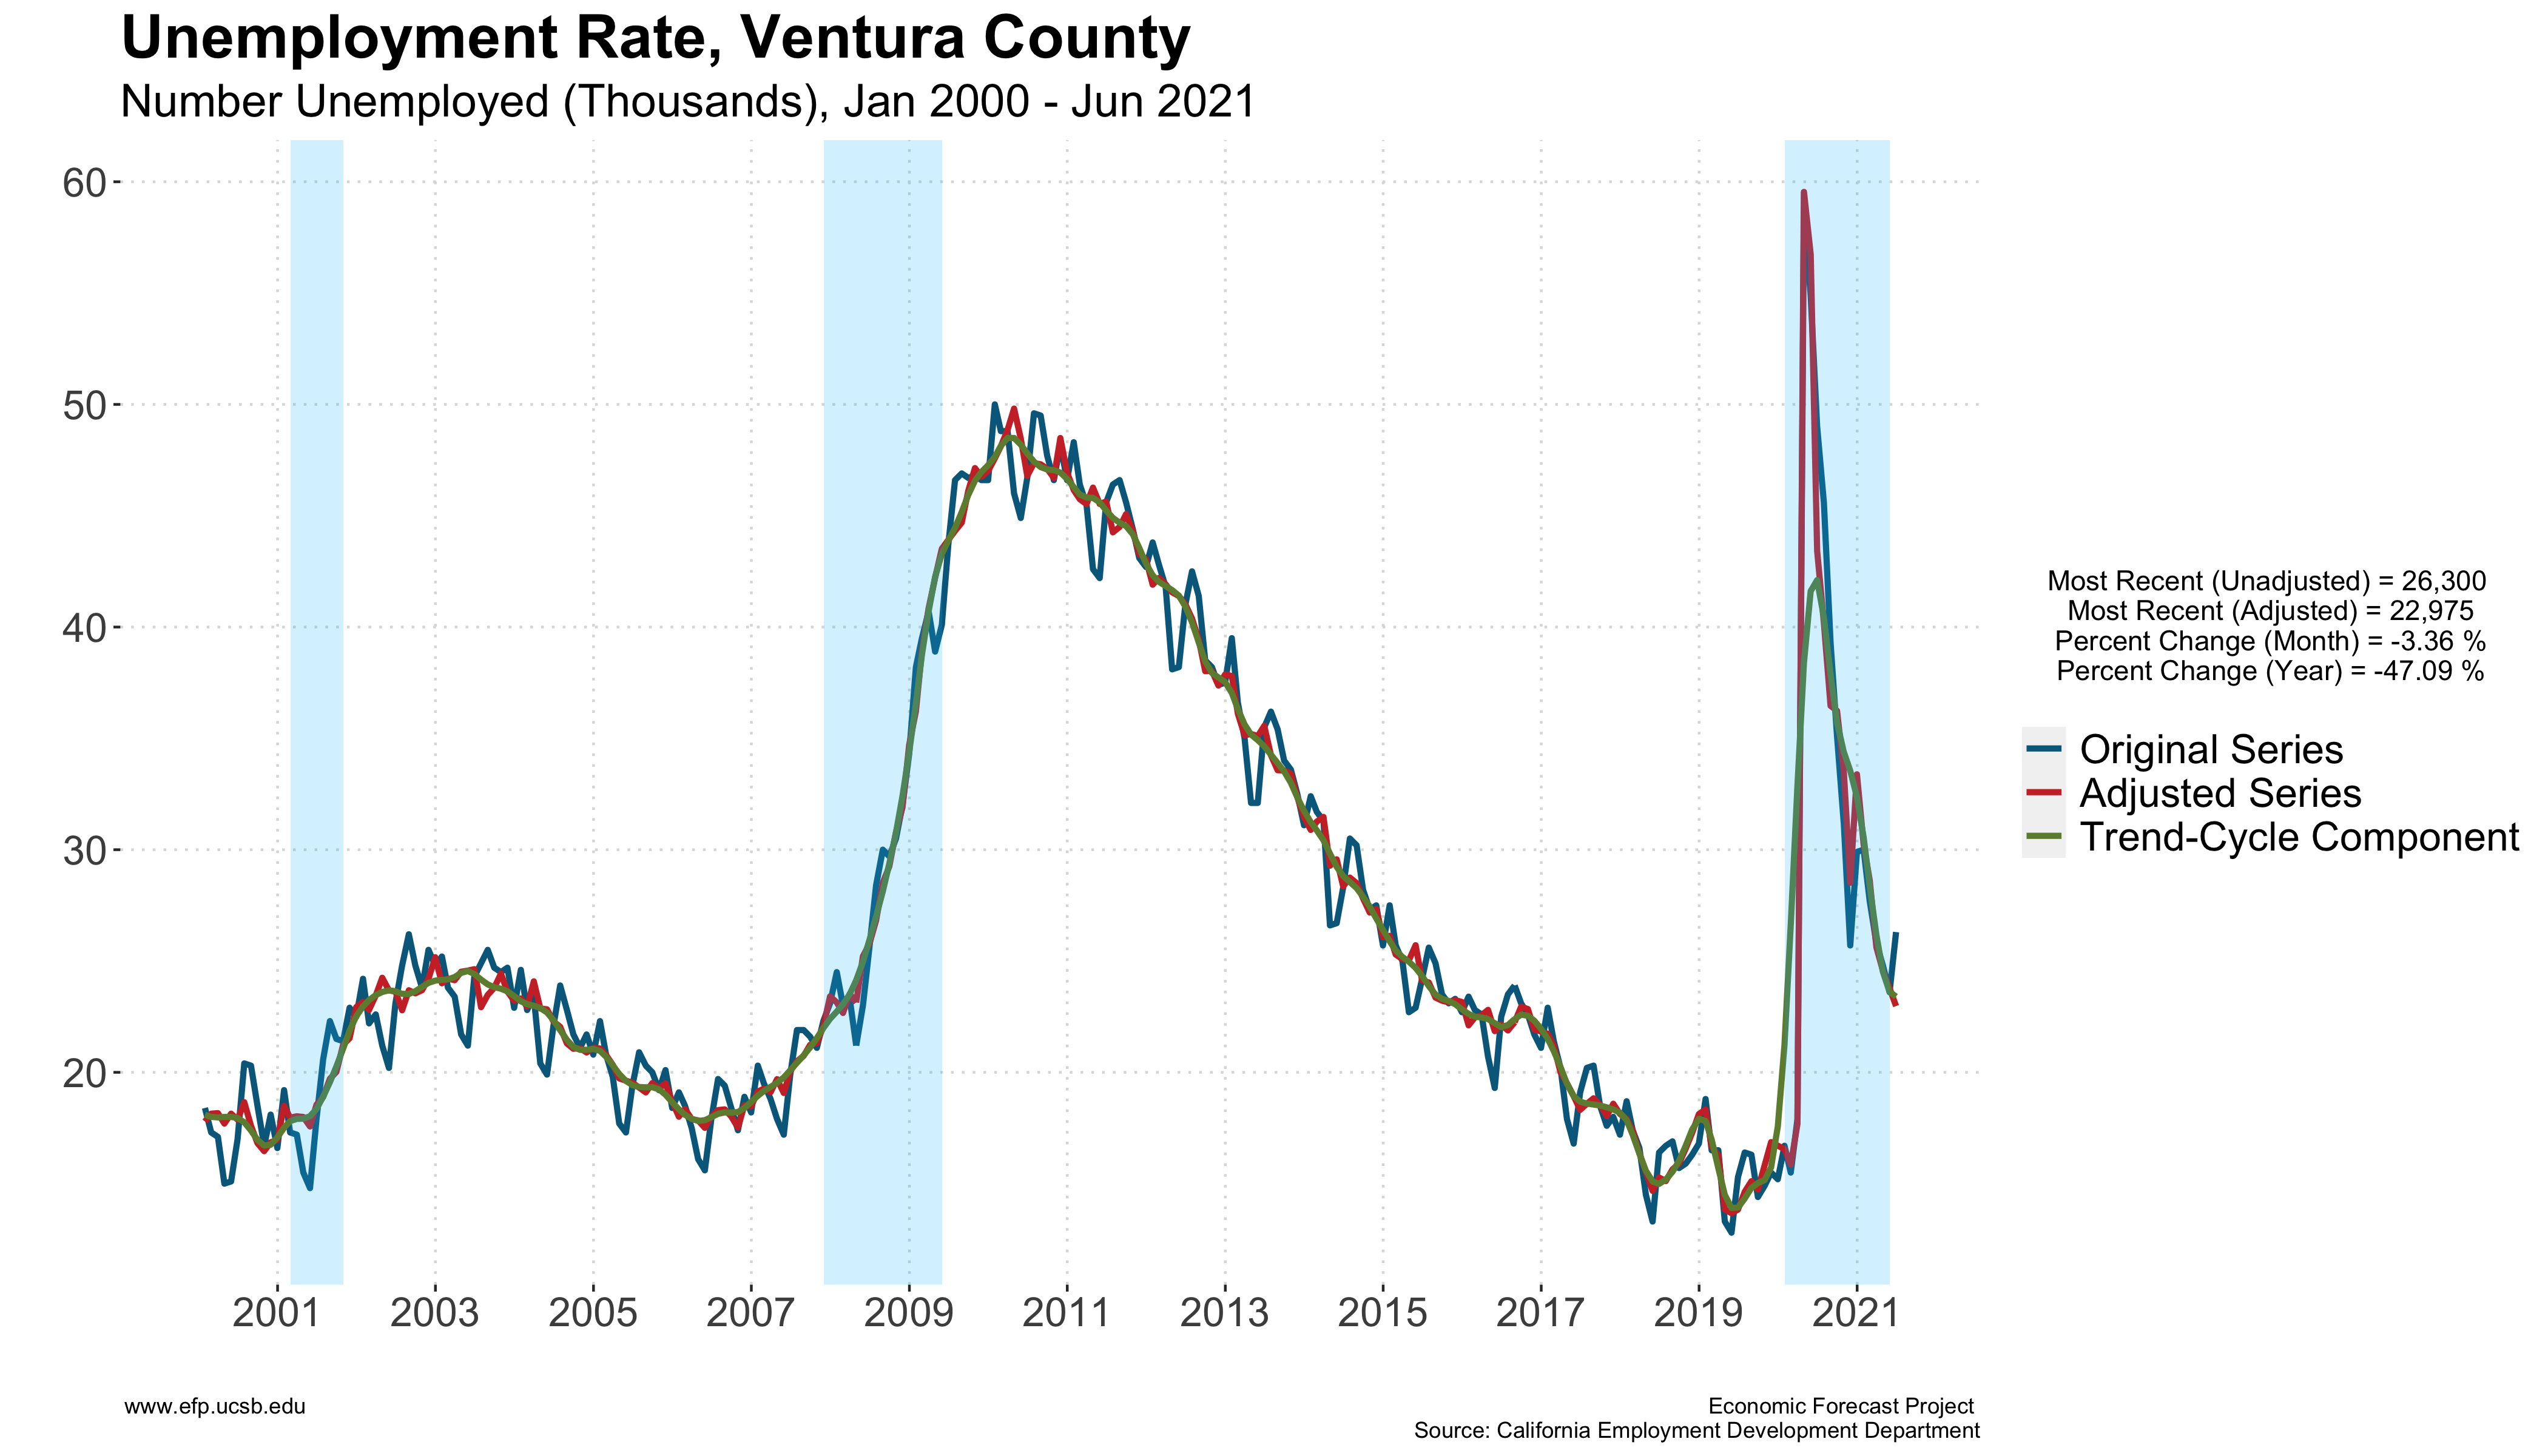 Unemployment Rate, Ventura County
Number Unemployed (Thousands), Jan 2000 - Jun 2021
60
50
40
30
20
2001 2003 2005 2007 2009 2011 2013 2015 2017 2019 2021
Most Recent (Unadjusted) = 26,300
Most Recent (Adjusted) = 22,975
Percent Change (Month) = -3.36 %
Percent Change (Year) = -47.09 %
Original Series
Adjusted Series
Trend-Cycle Component
www.efp.ucsb.edu
Economic Forecast Project
Source: California Employment Development Department